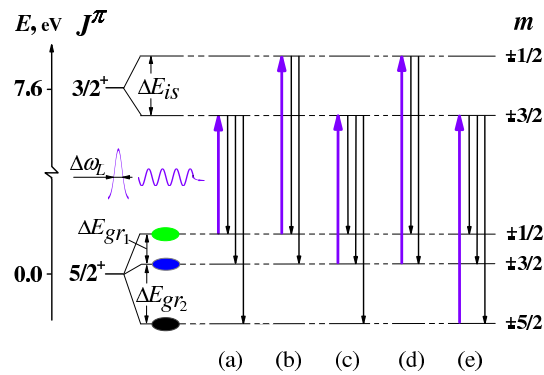 E, eV J^π m
±1/2
7.6 3/2⁺ ΔE_is
±3/2
Δω_L
ΔE_gr₁ ±1/2
0.0 5/2⁺ ±3/2
ΔE_gr₂
±5/2
(a) (b) (c) (d) (e)